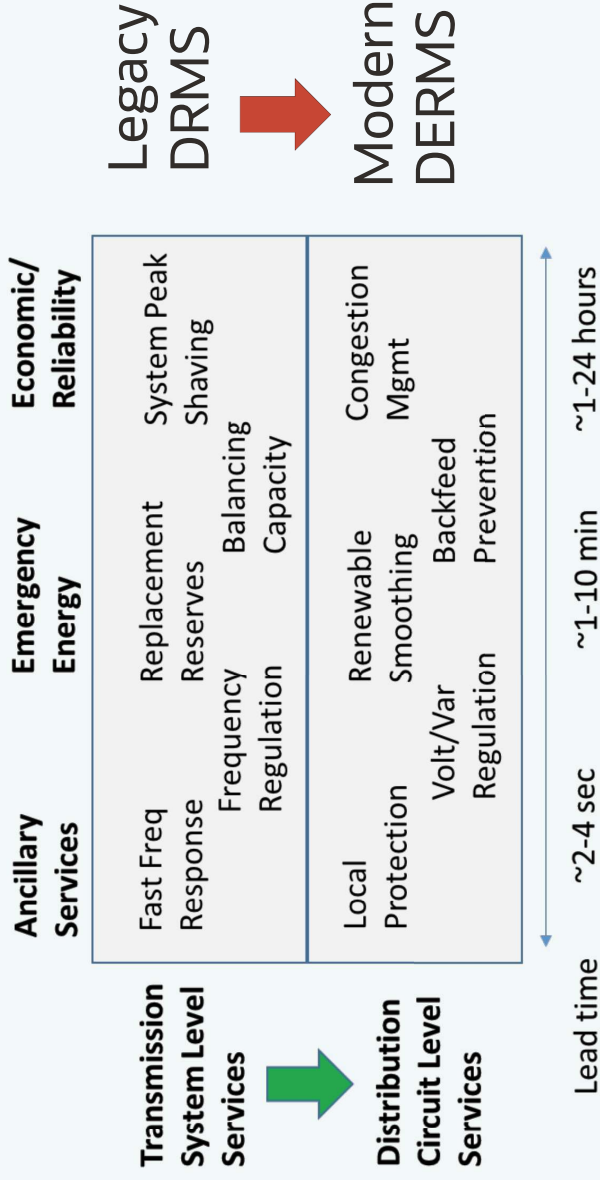 Ancillary
Services
Emergency
Energy
Economic/
Reliability
Transmission
System Level
Services
Fast Freq
Response
Frequency
Regulation
Replacement
Reserves
Balancing
Capacity
System Peak
Shaving
Legacy
DRMS
Distribution
Circuit Level
Services
Local
Protection
Volt/Var
Regulation
Renewable
Smoothing
Backfeed
Prevention
Congestion
Mgmt
Modern
DERMS
Lead time
~2-4 sec
~1-10 min
~1-24 hours